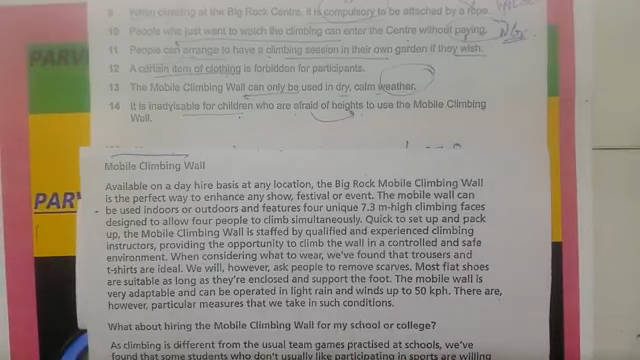 9 When climbing at the Big Rock Centre, it is compulsory to be attached by a rope.
10 People who just want to watch the climbing can enter the Centre without paying. NG
11 People can arrange to have a climbing session in their own garden if they wish.
12 A certain item of clothing is forbidden for participants.
13 The Mobile Climbing Wall can only be used in dry, calm weather.
14 It is inadvisable for children who are afraid of heights to use the Mobile Climbing
Wall.
PARV
PAR
Mobile Climbing Wall
Available on a day hire basis at any location, the Big Rock Mobile Climbing Wall
is the perfect way to enhance any show, festival or event. The mobile wall can
be used indoors or outdoors and features four unique 7.3 m-high climbing faces
designed to allow four people to climb simultaneously. Quick to set up and pack
up, the Mobile Climbing Wall is staffed by qualified and experienced climbing
instructors, providing the opportunity to climb the wall in a controlled and safe
environment. When considering what to wear, we've found that trousers and
t-shirts are ideal. We will, however, ask people to remove scarves. Most flat shoes
are suitable as long as they're enclosed and support the foot. The mobile wall is
very adaptable and can be operated in light rain and winds up to 50 kph. There are,
however, particular measures that we take in such conditions.
What about hiring the Mobile Climbing Wall for my school or college?
As climbing is different from the usual team games practised at schools, we've
found that some students who don't usually like participating in sports are willing